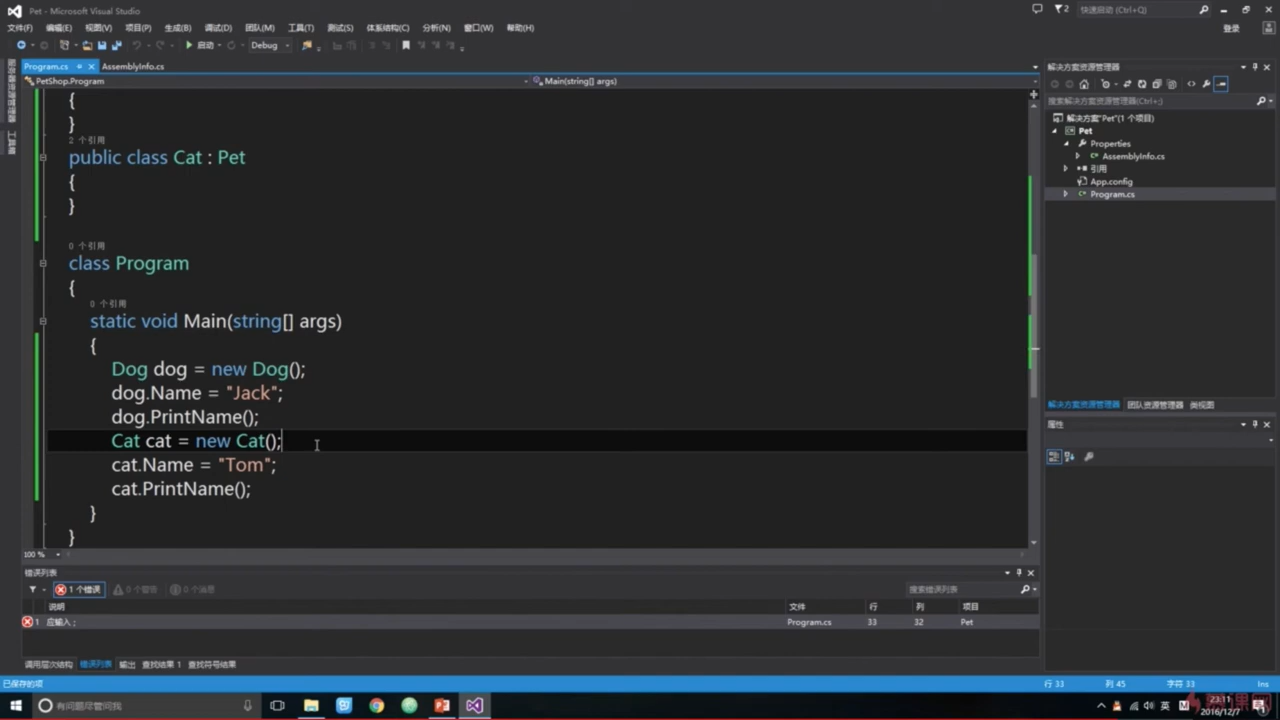 Pet - Microsoft Visual Studio
2
快速启动 (Ctrl+Q)
文件(F) 编辑(E) 视图(V) 项目(P) 生成(B) 调试(D) 团队(M) 工具(T) 测试(S) 体系结构(C) 分析(N) 窗口(W) 帮助(H)
登录
启动 Debug
Program.cs AssemblyInfo.cs
解决方案资源管理器
PetShop.Program Main(string[] args)
搜索解决方案资源管理器(Ctrl+;)
解决方案"Pet"(1 个项目)
Pet
Properties
AssemblyInfo.cs
引用
App.config
Program.cs
工具箱
{
}
2 个引用
public class Cat : Pet
{
}
0 个引用
class Program
{
0 个引用
static void Main(string[] args)
{
Dog dog = new Dog();
dog.Name = "Jack";
dog.PrintName();
Cat cat = new Cat();
cat.Name = "Tom";
cat.PrintName();
}
}
解决方案资源管理器 团队资源管理器 类视图
属性
100 %
错误列表
1 个错误 0 个警告 0 个消息
搜索错误列表
说明 文件 行 列 项目
1 应输入 ; Program.cs 33 32 Pet
调用层次结构 错误列表 输出 查找结果 1 查找符号结果
已保存的项 行 33 列 45 字符 33 Ins
有问题尽管问我
英 M
23:11
2016/12/7